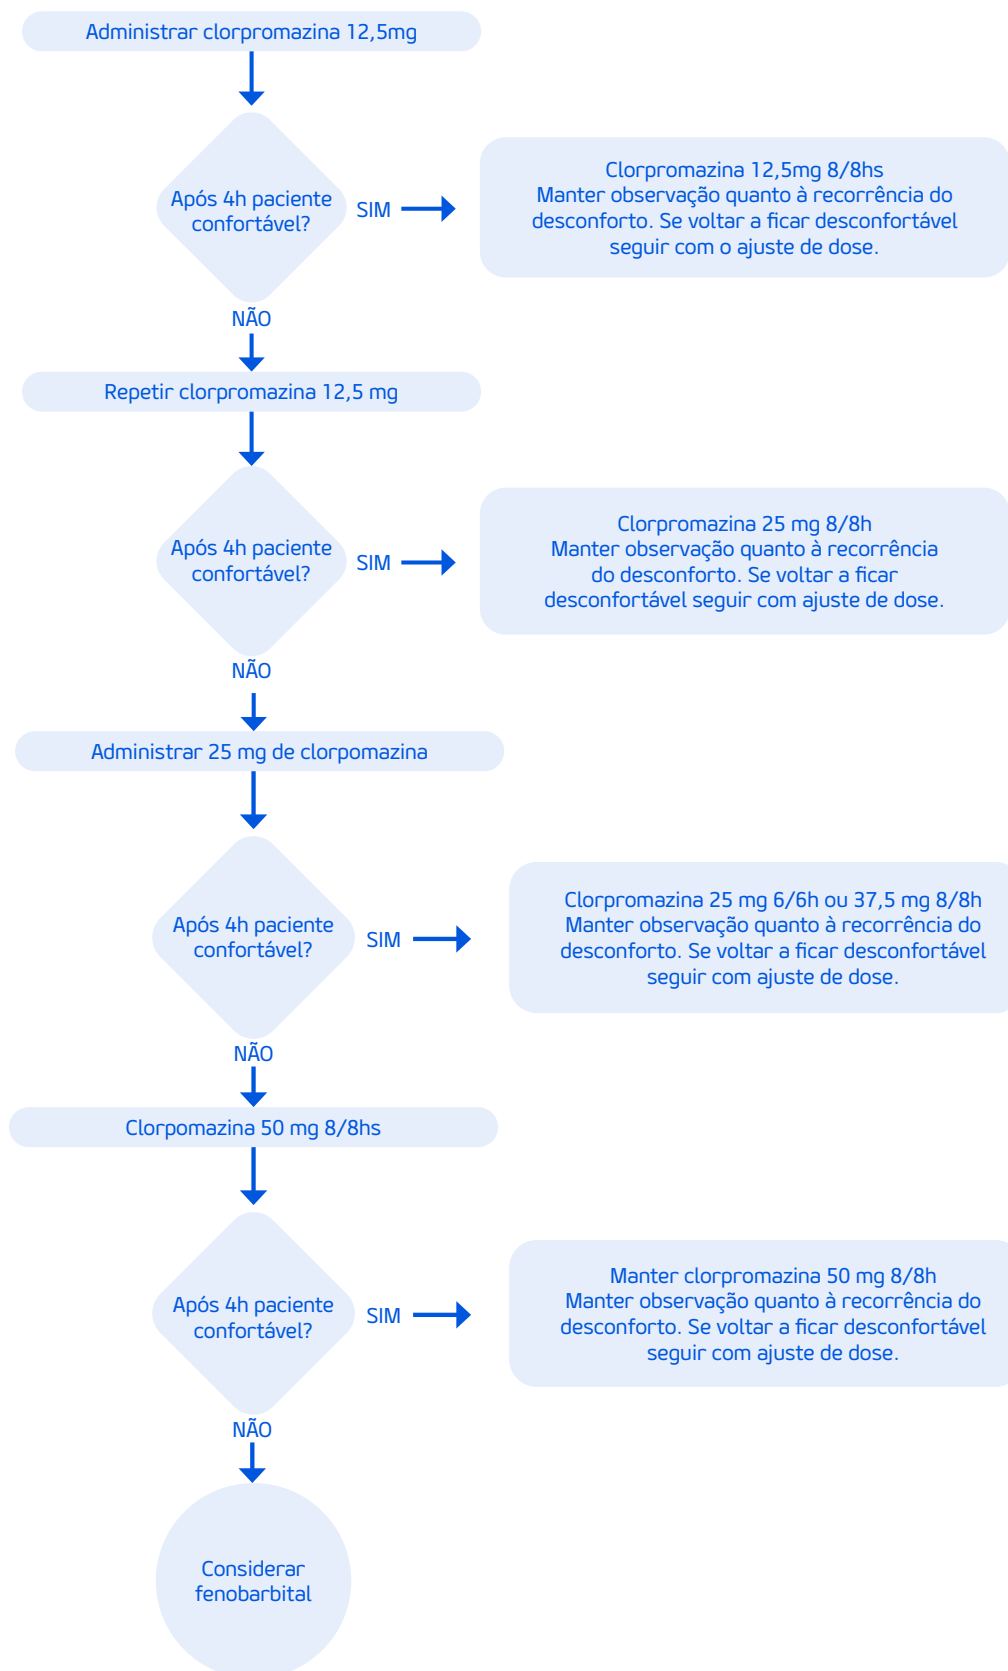 Administrar clorpromazina 12,5mg
Após 4h paciente
confortável?
SIM
Clorpromazina 12,5mg 8/8hs
Manter observação quanto à recorrência do
desconforto. Se voltar a ficar desconfortável
seguir com o ajuste de dose.
NÃO
Repetir clorpromazina 12,5 mg
Após 4h paciente
confortável?
SIM
Clorpromazina 25 mg 8/8h
Manter observação quanto à recorrência
do desconforto. Se voltar a ficar
desconfortável seguir com ajuste de dose.
NÃO
Administrar 25 mg de clorpomazina
Após 4h paciente
confortável?
SIM
Clorpromazina 25 mg 6/6h ou 37,5 mg 8/8h
Manter observação quanto à recorrência do
desconforto. Se voltar a ficar desconfortável
seguir com ajuste de dose.
NÃO
Clorpomazina 50 mg 8/8hs
Após 4h paciente
confortável?
SIM
Manter clorpromazina 50 mg 8/8h
Manter observação quanto à recorrência do
desconforto. Se voltar a ficar desconfortável
seguir com ajuste de dose.
NÃO
Considerar
fenobarbital